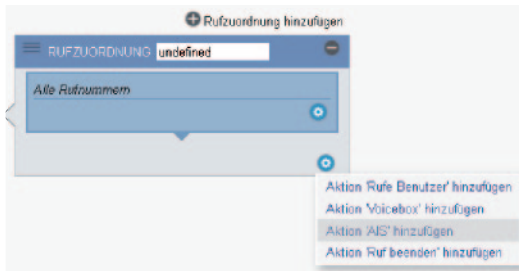 Rufzuordnung hinzufügen
RUFZUORDNUNG undefined
Alle Rufnummern
Aktion 'Rufe Benutzer' hinzufügen
Aktion 'Voicebox' hinzufügen
Aktion 'AIS' hinzufügen
Aktion 'Ruf beenden' hinzufügen